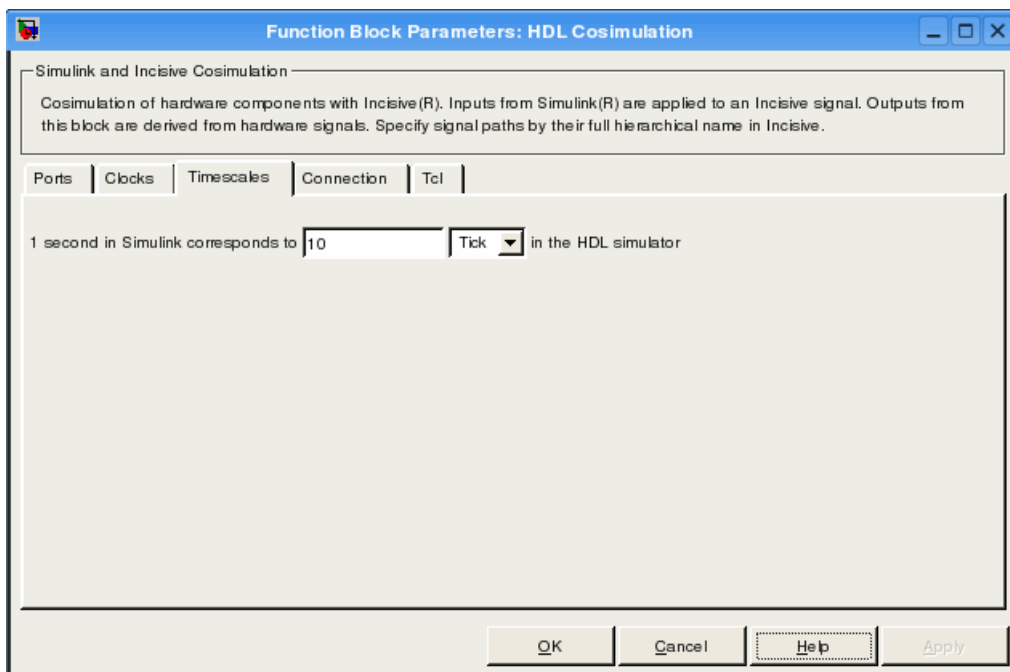 Function Block Parameters: HDL Cosimulation
Simulink and Incisive Cosimulation
Cosimulation of hardware components with Incisive(R). Inputs from Simulink(R) are applied to an Incisive signal. Outputs from
this block are derived from hardware signals. Specify signal paths by their full hierarchical name in Incisive.
Ports Clocks Timescales Connection Tcl
1 second in Simulink corresponds to 10 Tick in the HDL simulator
OK Cancel Help Apply